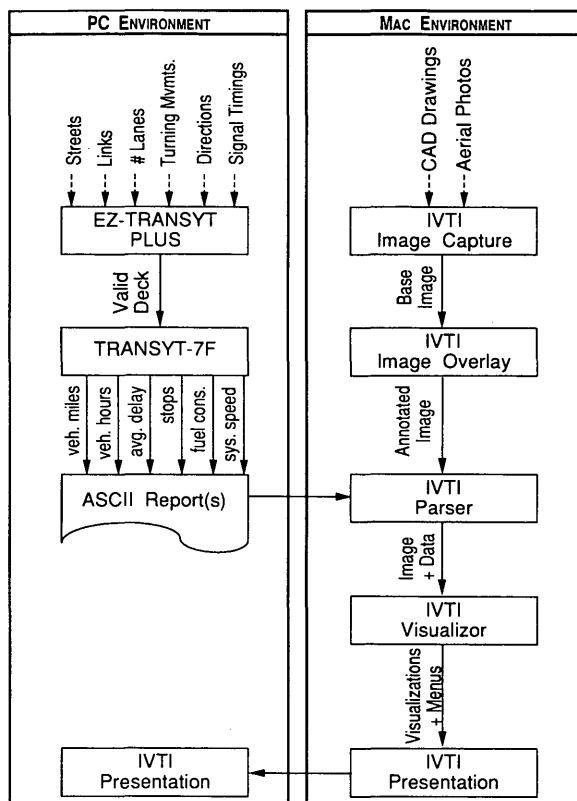 PC ENVIRONMENT
Streets
Links
# Lanes
Turning Mvmts.
Directions
Signal Timings
EZ-TRANSYT
PLUS
Valid
Deck
TRANSYT-7F
veh. miles
veh. hours
avg. delay
stops
fuel cons.
sys. speed
ASCII Report(s)
IVTI
Presentation
MAC ENVIRONMENT
CAD Drawings
Aerial Photos
IVTI
Image Capture
Base
Image
IVTI
Image Overlay
Annotated
Image
IVTI
Parser
Image
+ Data
IVTI
Visualizor
Visualizations
+ Menus
IVTI
Presentation